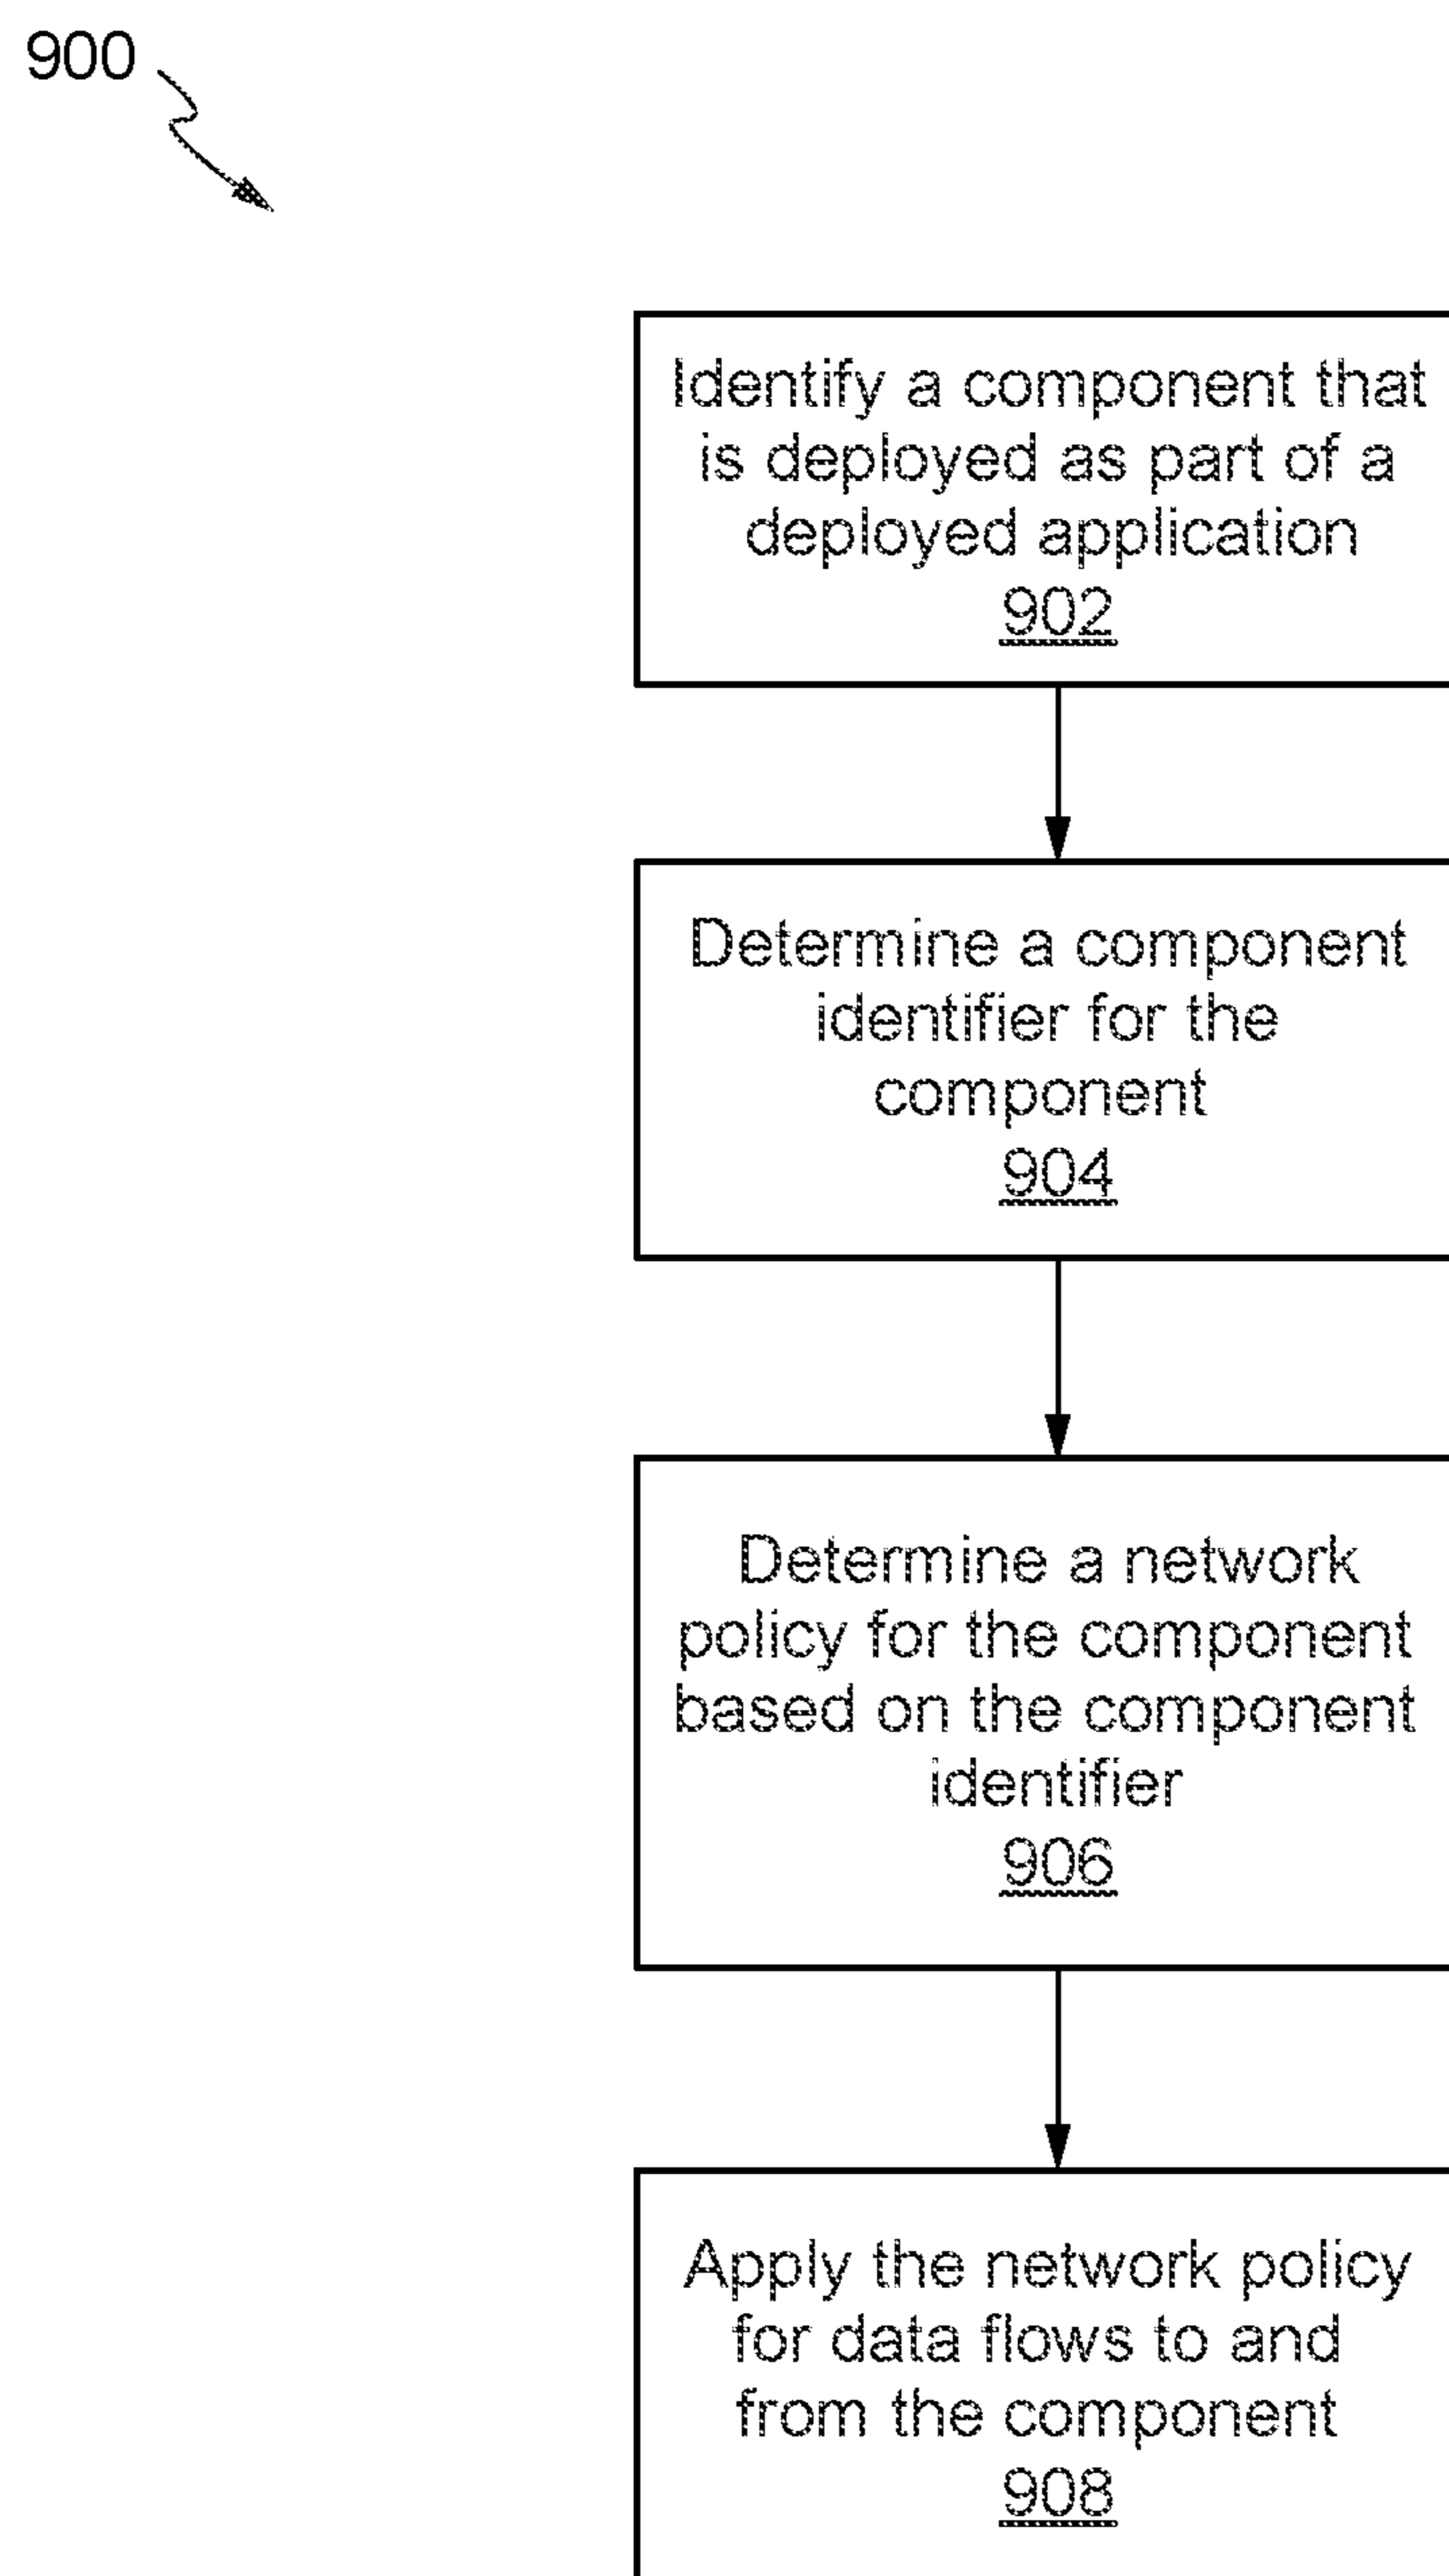 900
Identify a component that
is deployed as part of a
deployed application
902
Determine a component
identifier for the
component
904
Determine a network
policy for the component
based on the component
identifier
906
Apply the network policy
for data flows to and
from the component
908